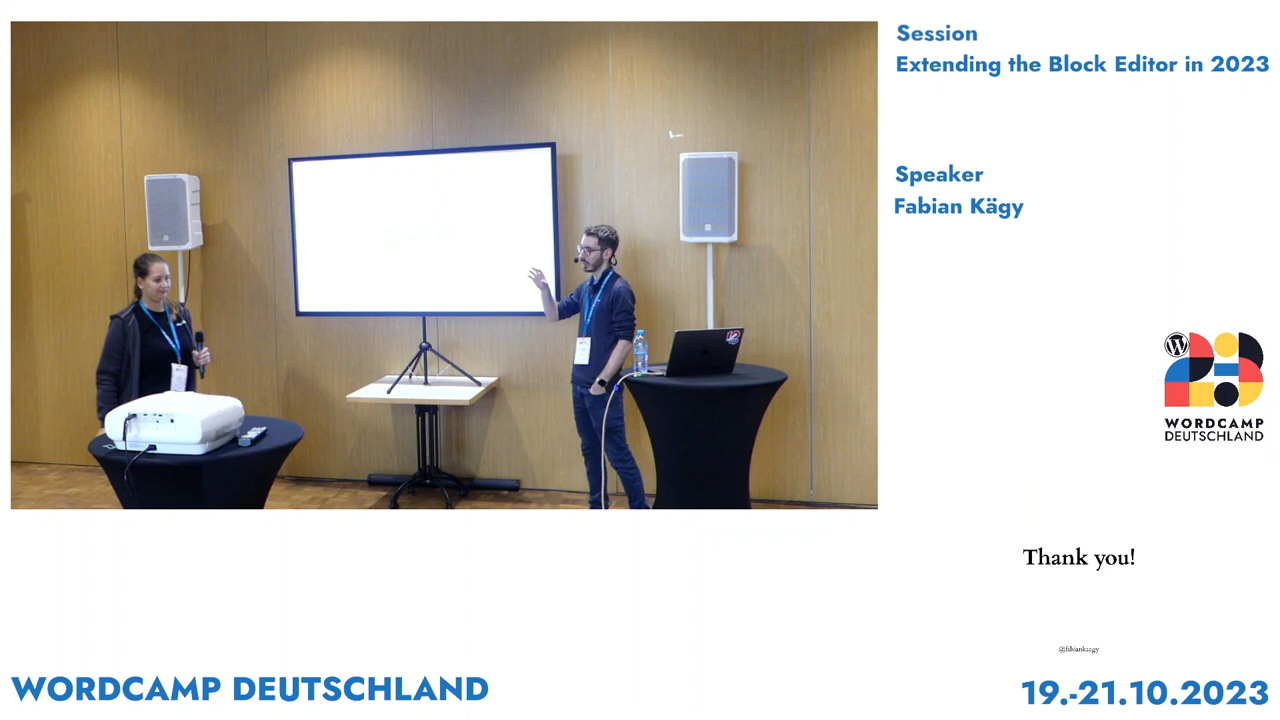 Session
Extending the Block Editor in 2023
Speaker
Fabian Kägy
WORDCAMP
DEUTSCHLAND
Thank you!
@fabiankaegy
WORDCAMP DEUTSCHLAND
19.-21.10.2023